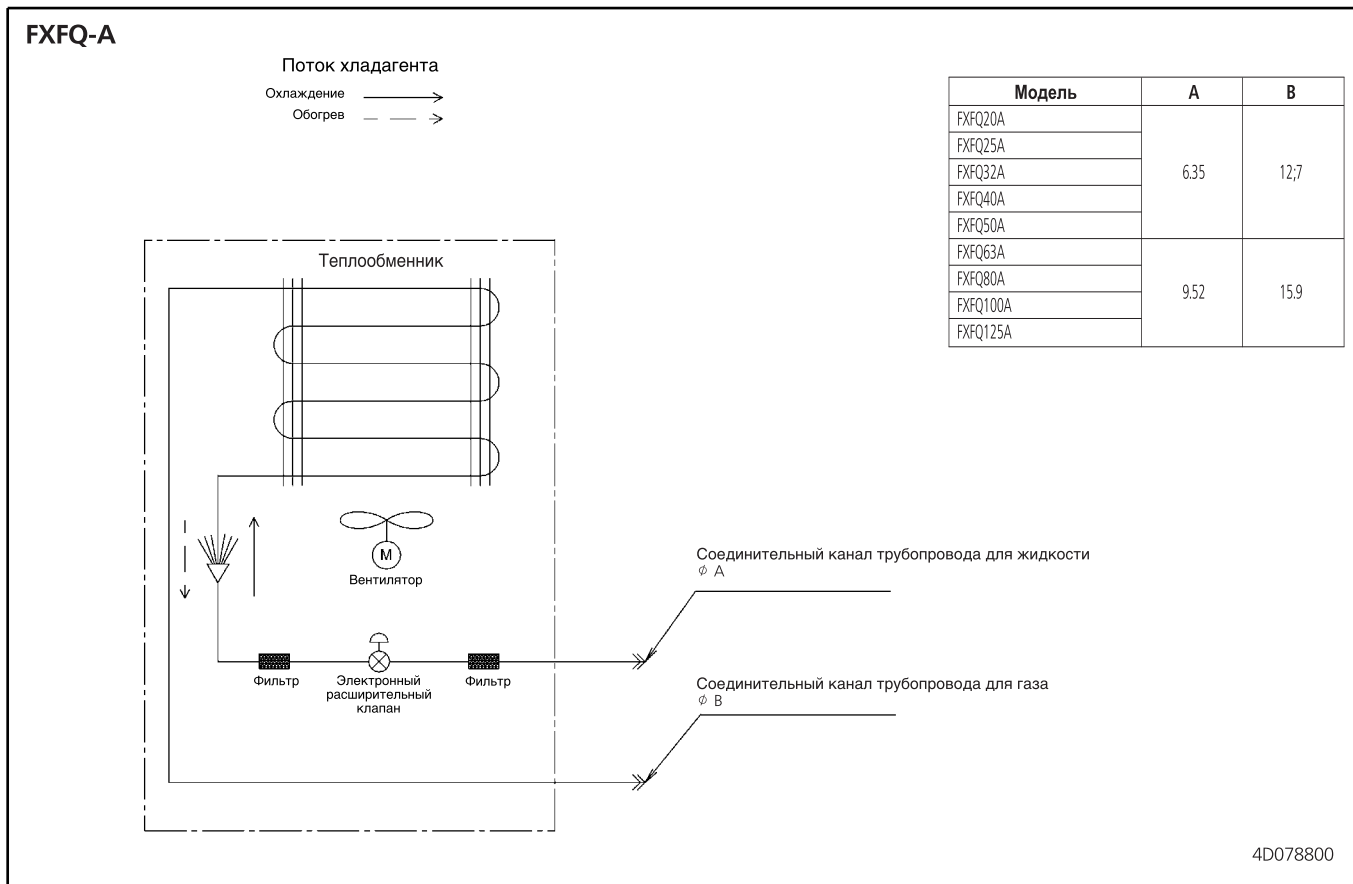 FXFQ-A
Поток хладагента
Охлаждение
Обогрев
Модель A B
FXFQ20A
FXFQ25A
FXFQ32A 6.35 12;7
FXFQ40A
FXFQ50A
FXFQ63A
FXFQ80A
9.52 15.9
FXFQ100A
FXFQ125A
Теплообменник
M
Вентилятор
Фильтр
Электронный
расширительный
клапан
Фильтр
Соединительный канал трубопровода для жидкости
φ A
Соединительный канал трубопровода для газа
φ B
4D078800